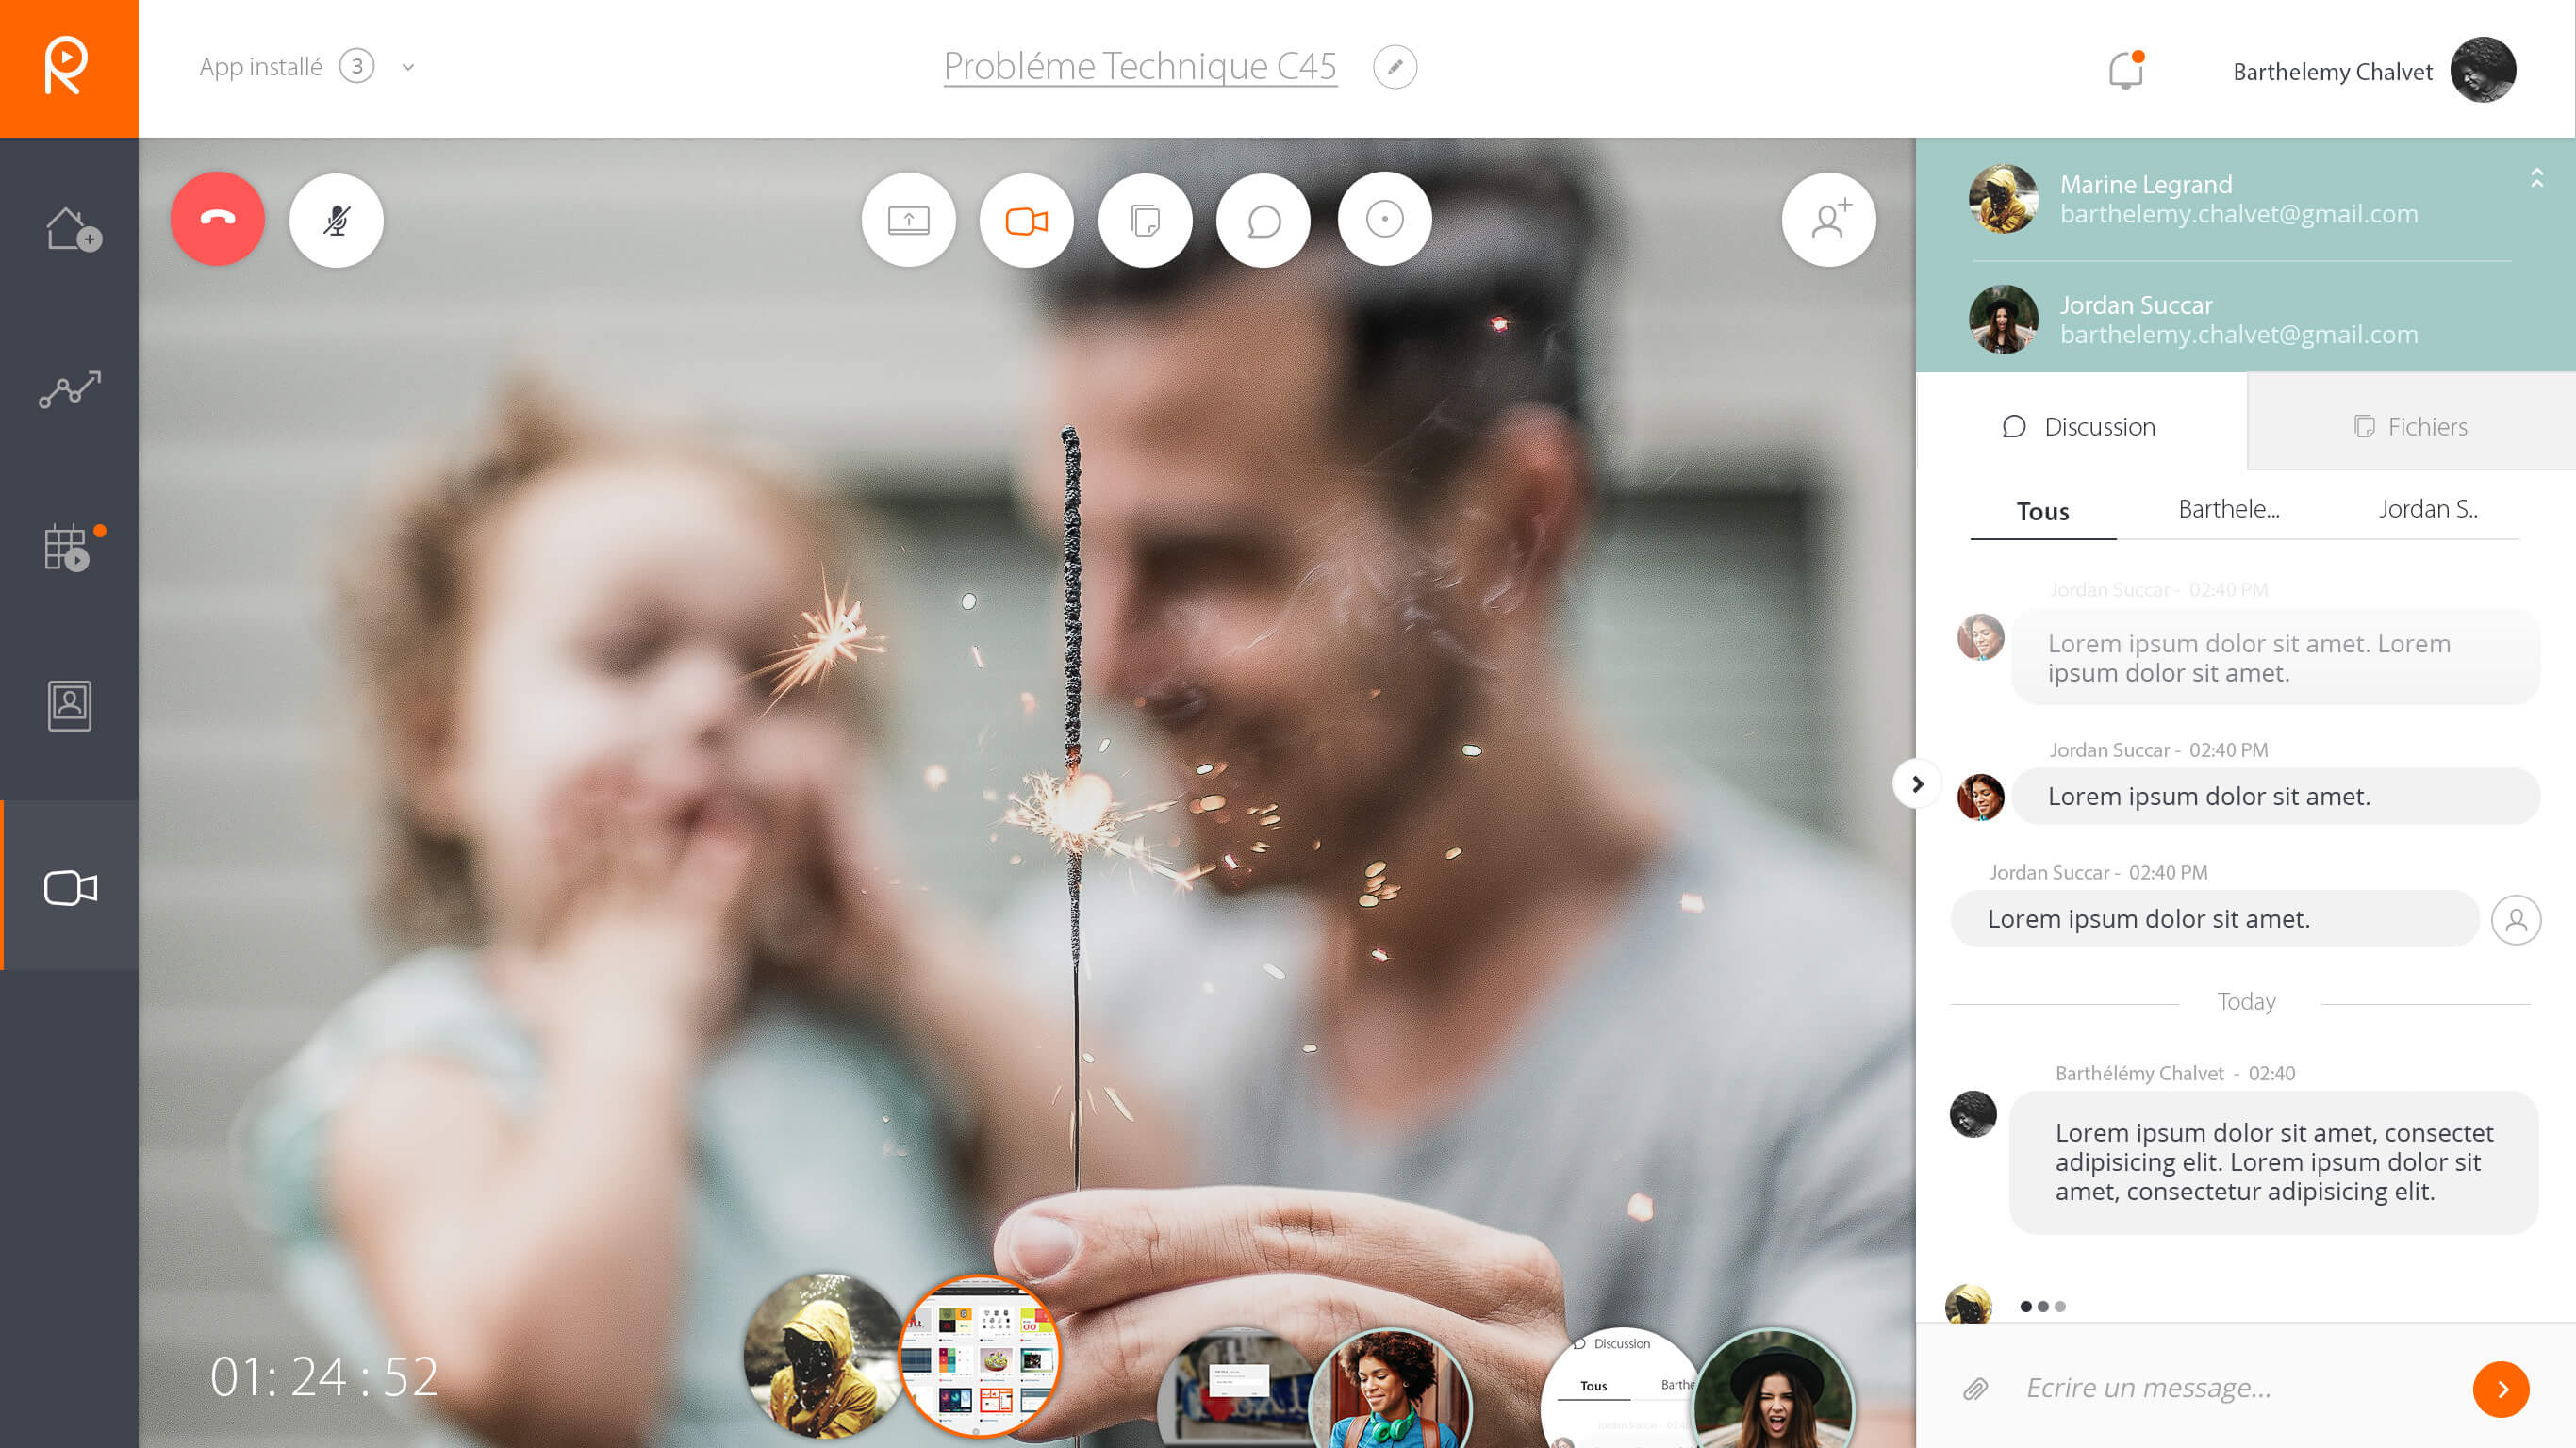 App installé 3
Probléme Technique C45
Barthelemy Chalvet
Marine Legrand
barthelemy.chalvet@gmail.com
Jordan Succar
barthelemy.chalvet@gmail.com
Discussion
Fichiers
Tous
Barthele...
Jordan S..
Jordan Succar - 02:40 PM
Lorem ipsum dolor sit amet. Lorem
ipsum dolor sit amet.
Jordan Succar - 02:40 PM
Lorem ipsum dolor sit amet.
Jordan Succar - 02:40 PM
Lorem ipsum dolor sit amet.
Today
Barthélémy Chalvet - 02:40
Lorem ipsum dolor sit amet, consectet
adipisicing elit. Lorem ipsum dolor sit
amet, consectetur adipisicing elit.
Ecrire un message...
01: 24 : 52
Discussion
Tous
Barthe